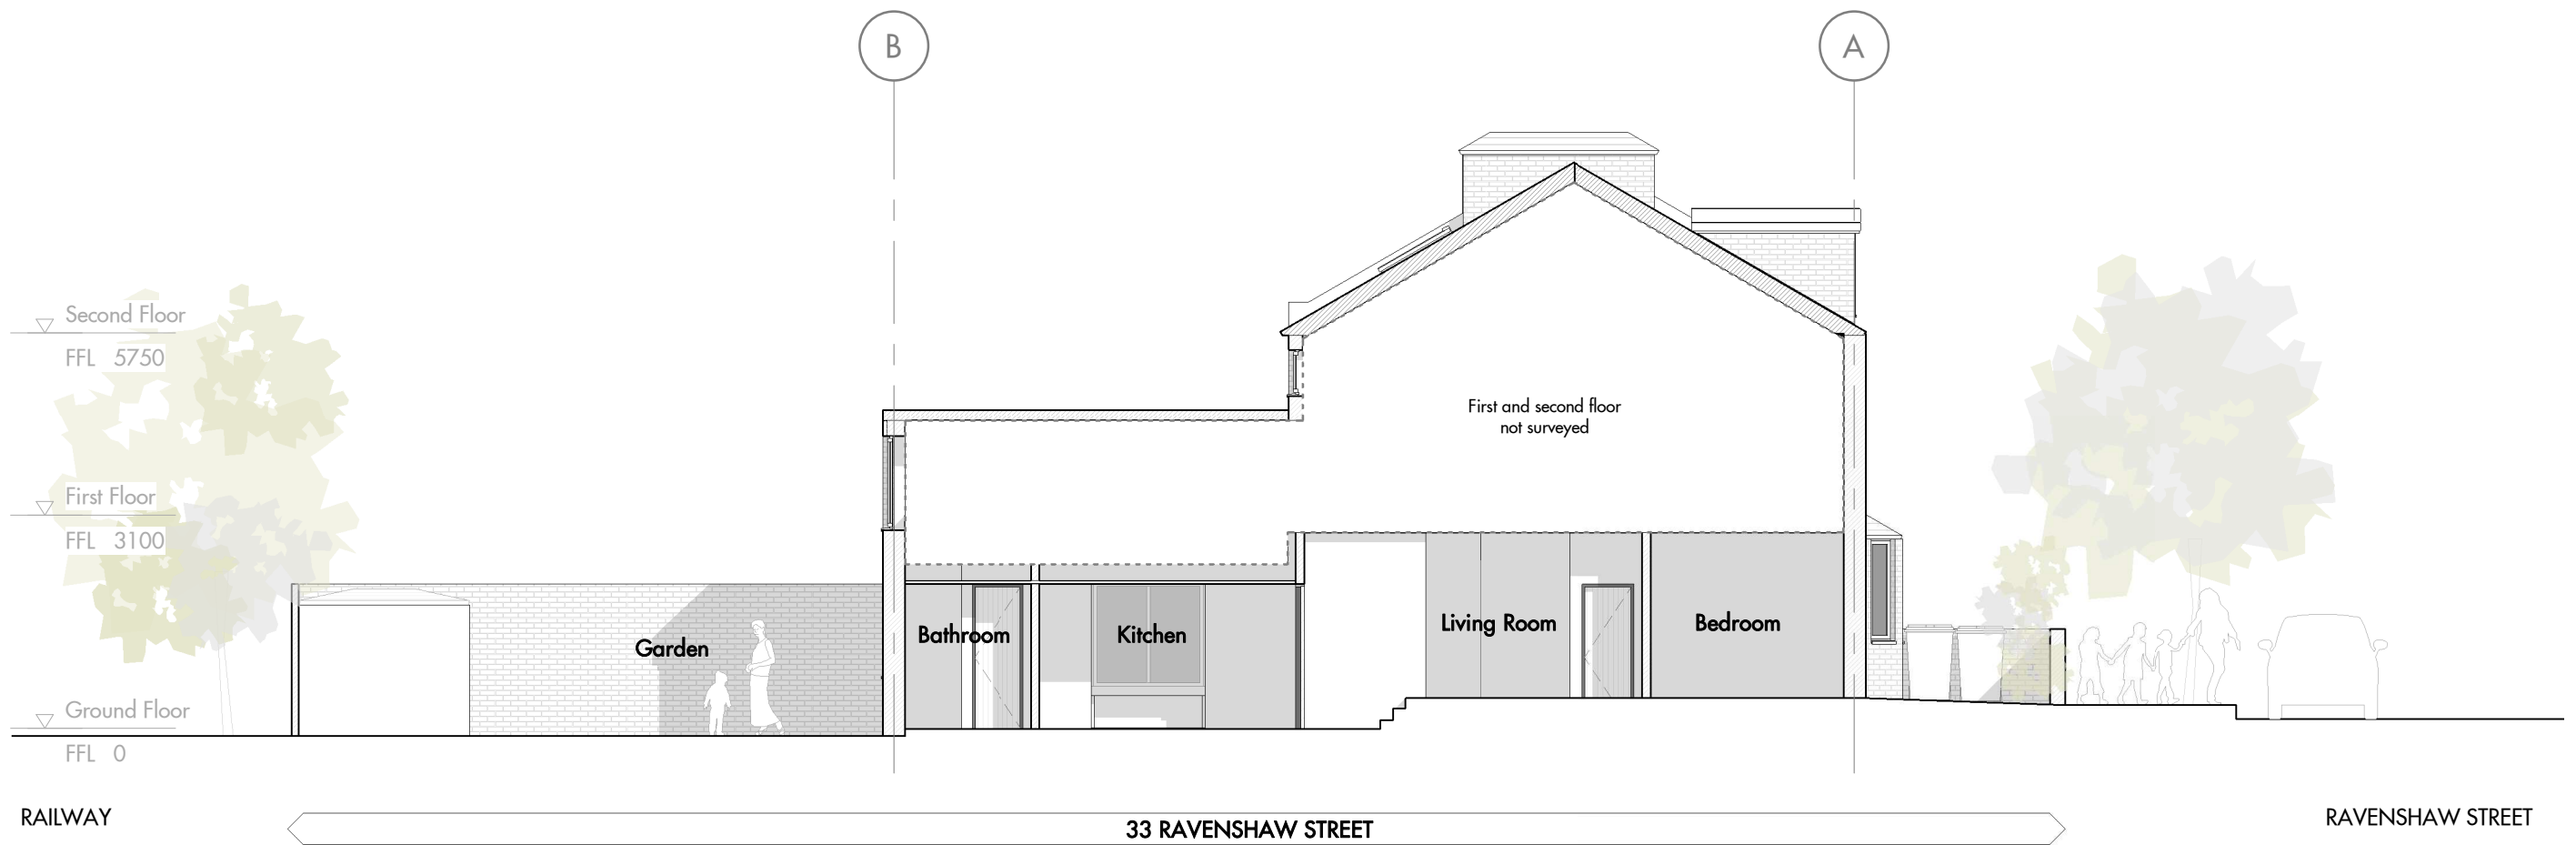 B
A
Second Floor
FFL 5750
First and second floor
not surveyed
First Floor
FFL 3100
Bathroom
Kitchen
Living Room
Bedroom
Garden
Ground Floor
FFL 0
RAILWAY
33 RAVENSHAW STREET
RAVENSHAW STREET